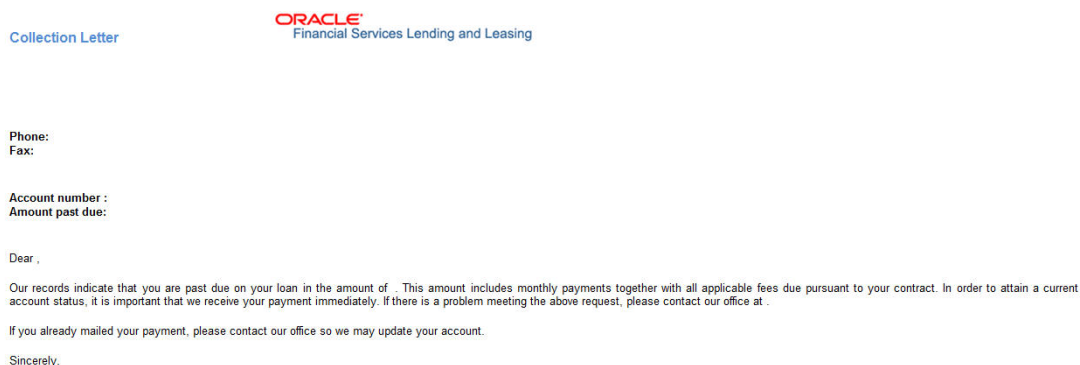 ORACLE
Financial Services Lending and Leasing
Collection Letter
Phone:
Fax:
Account number :
Amount past due:
Dear ,
Our records indicate that you are past due on your loan in the amount of . This amount includes monthly payments together with all applicable fees due pursuant to your contract. In order to attain a current
account status, it is important that we receive your payment immediately. If there is a problem meeting the above request, please contact our office at .
If you already mailed your payment, please contact our office so we may update your account.
Sincerely,